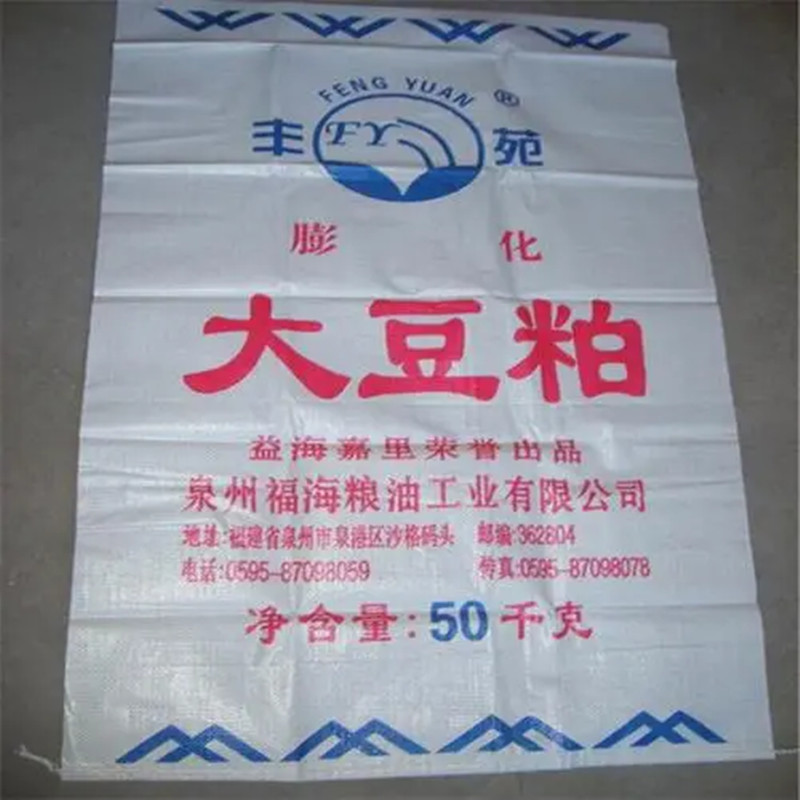 FENG YUAN ®
丰 FY 苑
膨 化
大豆粕
益海嘉里荣誉出品
泉州福海粮油工业有限公司
地址:福建省泉州市泉港区沙格码头 邮编:362804
电话:0595-87098059 传真:0595-87098078
净含量:50千克